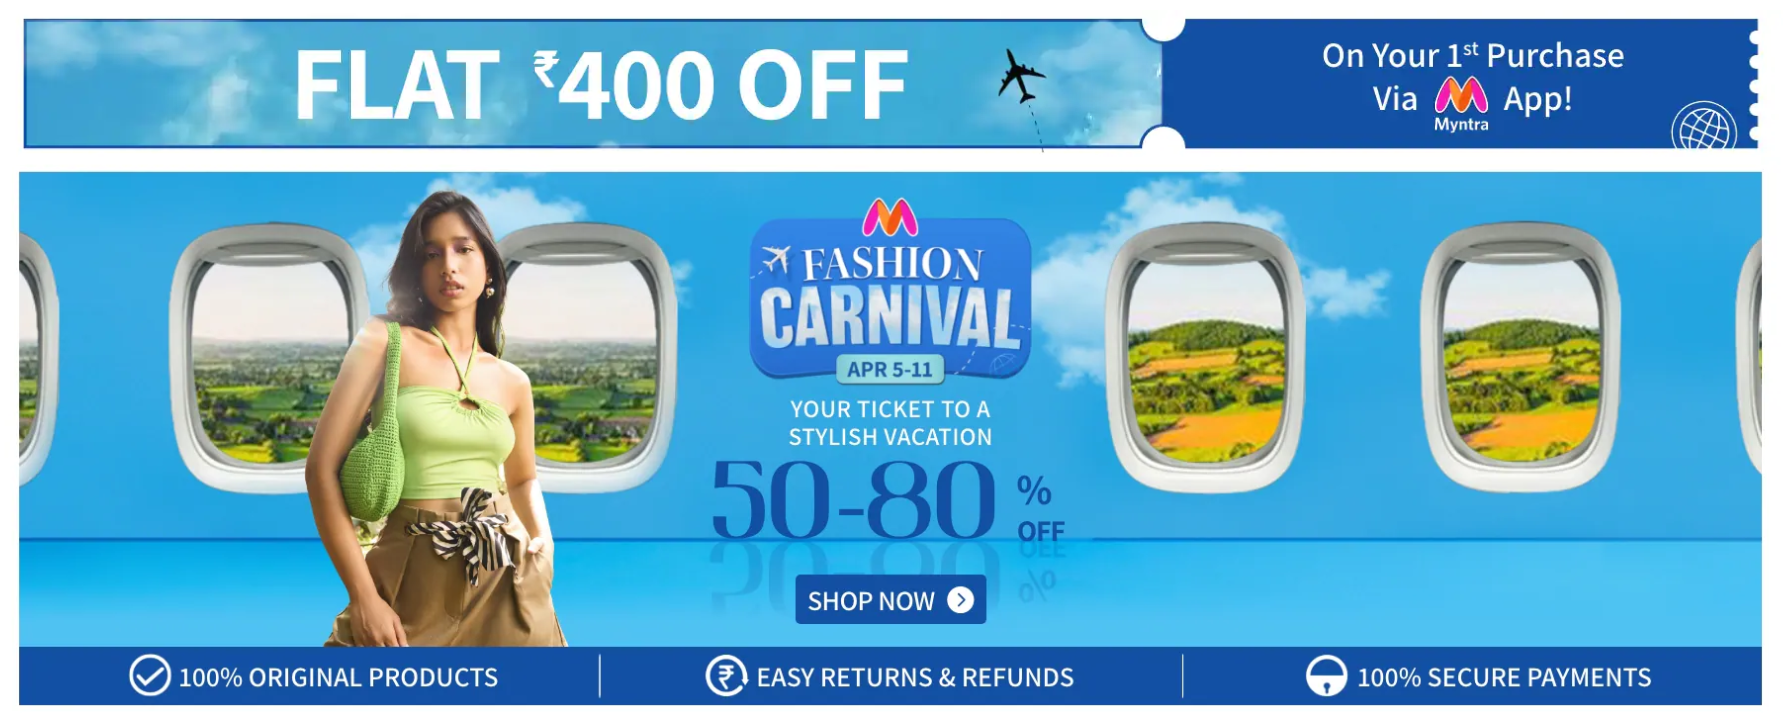 FLAT ₹400 OFF
On Your 1st Purchase
Via Myntra App!
FASHION
CARNIVAL
APR 5-11
YOUR TICKET TO A
STYLISH VACATION
50-80 % OFF
SHOP NOW
100% ORIGINAL PRODUCTS
EASY RETURNS & REFUNDS
100% SECURE PAYMENTS